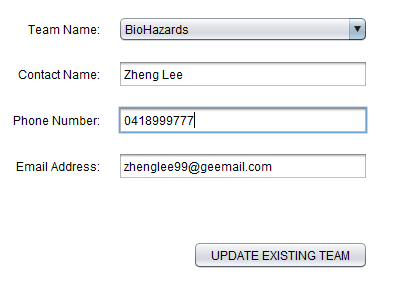 Team Name: BioHazards
Contact Name: Zheng Lee
Phone Number: 0418999777
Email Address: zhenglee99@geemail.com
UPDATE EXISTING TEAM